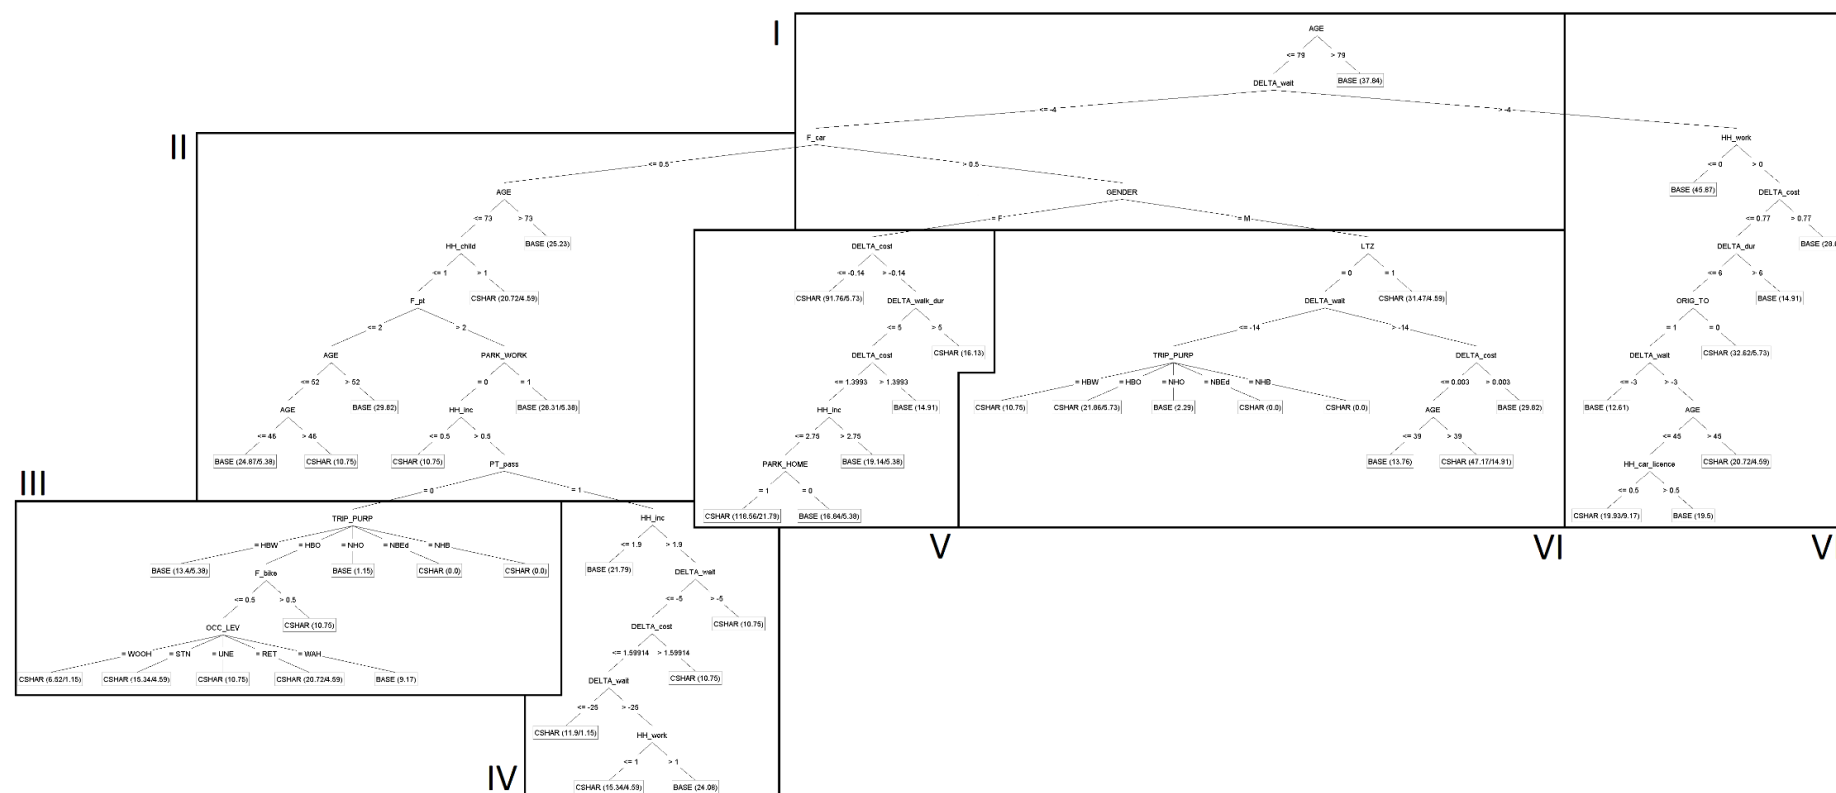 I
AGE
<= 79 > 79
DELTA_wait BASE (37.84)
<= -4 > -4
II
F_car HH_work
<= 0.5 > 0.5 <= 0 > 0
AGE GENDER BASE (45.87) DELTA_cost
<= 73 > 73 = F = M <= 0.77 > 0.77
HH_child BASE (25.23) DELTA_cost LTZ DELTA_dur
<= 1 > 1 <= -0.14 > -0.14 = 0 = 1 <= 6 > 6
F_pt CSHAR (20.72/4.59) CSHAR (91.76/5.73) DELTA_walk_dur DELTA_wait CSHAR (31.47/4.59) ORIG_TO BASE (14.91)
<= 2 > 2 <= 5 > 5 <= -14 > -14 = 1 = 0
AGE PARK_WORK DELTA_cost CSHAR (16.13) TRIP_PURP DELTA_cost DELTA_wait CSHAR (32.62/5.73)
<= 52 > 52 = 0 = 1 <= 1.3993 > 1.3993 = HBW = HBO = NHO = NBEd = NHB <= 0.003 > 0.003 <= -3 > -3
AGE BASE (29.82) HH_inc BASE (28.31/5.38) HH_inc BASE (14.91) CSHAR (10.75) CSHAR (21.86/5.73) BASE (2.29) CSHAR (0.0) CSHAR (0.0) AGE BASE (29.82) BASE (12.61) AGE
<= 46 > 46 <= 0.5 > 0.5 <= 2.75 > 2.75 <= 39 > 39 <= 45 > 45
BASE (24.87/5.38) CSHAR (10.75) CSHAR (10.75) PT_pass PARK_HOME BASE (19.14/5.38) BASE (13.76) CSHAR (47.17/14.91) HH_car_licence CSHAR (20.72/4.59)
III
= 0 = 1 = 1 = 0 <= 0.5 > 0.5
TRIP_PURP HH_inc CSHAR (116.56/21.79) BASE (16.84/5.38) CSHAR (19.93/9.17) BASE (19.5)
= HBW = HBO = NHO = NBEd = NHB <= 1.9 > 1.9
V VI V
BASE (13.4/5.38) F_bike BASE (1.15) CSHAR (0.0) CSHAR (0.0) BASE (21.79) DELTA_wait
<= 0.5 > 0.5 <= -5 > -5
OCC_LEV CSHAR (10.75) DELTA_cost CSHAR (10.75)
= WOOH = STN = UNE = RET = WAH <= 1.59914 > 1.59914
CSHAR (6.52/1.15) CSHAR (15.34/4.59) CSHAR (10.75) CSHAR (20.72/4.59) BASE (9.17) DELTA_wait CSHAR (10.75)
<= -25 > -25
CSHAR (11.9/1.15) HH_work
<= 1 > 1
IV
CSHAR (15.34/4.59) BASE (24.08)